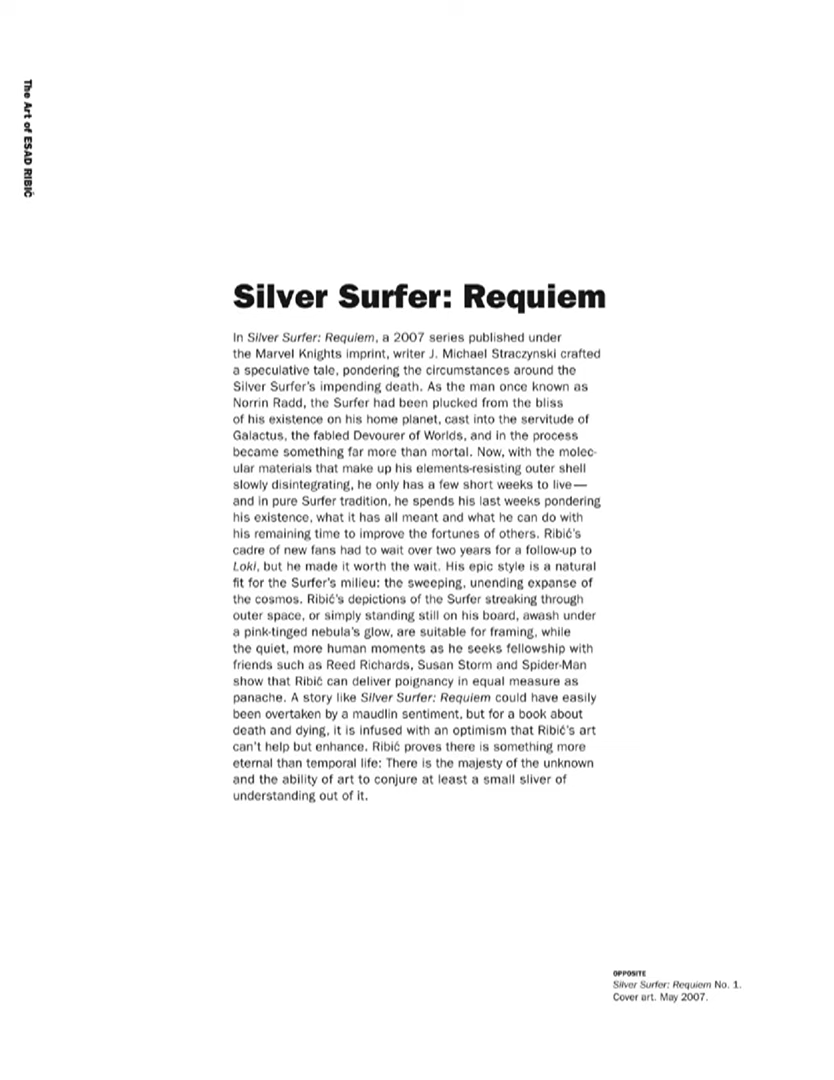 The Art of ESAD RIBIĆ
Silver Surfer: Requiem
In Silver Surfer: Requiem, a 2007 series published under
the Marvel Knights imprint, writer J. Michael Straczynski crafted
a speculative tale, pondering the circumstances around the
Silver Surfer's impending death. As the man once known as
Norrin Radd, the Surfer had been plucked from the bliss
of his existence on his home planet, cast into the servitude of
Galactus, the fabled Devourer of Worlds, and in the process
became something far more than mortal. Now, with the molec-
ular materials that make up his elements-resisting outer shell
slowly disintegrating, he only has a few short weeks to live—
and in pure Surfer tradition, he spends his last weeks pondering
his existence, what it has all meant and what he can do with
his remaining time to improve the fortunes of others. Ribić's
cadre of new fans had to wait over two years for a follow-up to
Loki, but he made it worth the wait. His epic style is a natural
fit for the Surfer's milieu: the sweeping, unending expanse of
the cosmos. Ribić's depictions of the Surfer streaking through
outer space, or simply standing still on his board, awash under
a pink-tinged nebula's glow, are suitable for framing, while
the quiet, more human moments as he seeks fellowship with
friends such as Reed Richards, Susan Storm and Spider-Man
show that Ribić can deliver poignancy in equal measure as
panache. A story like Silver Surfer: Requiem could have easily
been overtaken by a maudlin sentiment, but for a book about
death and dying, it is infused with an optimism that Ribić's art
can't help but enhance. Ribić proves there is something more
eternal than temporal life: There is the majesty of the unknown
and the ability of art to conjure at least a small sliver of
understanding out of it.
OPPOSITE
Silver Surfer: Requiem No. 1.
Cover art. May 2007.